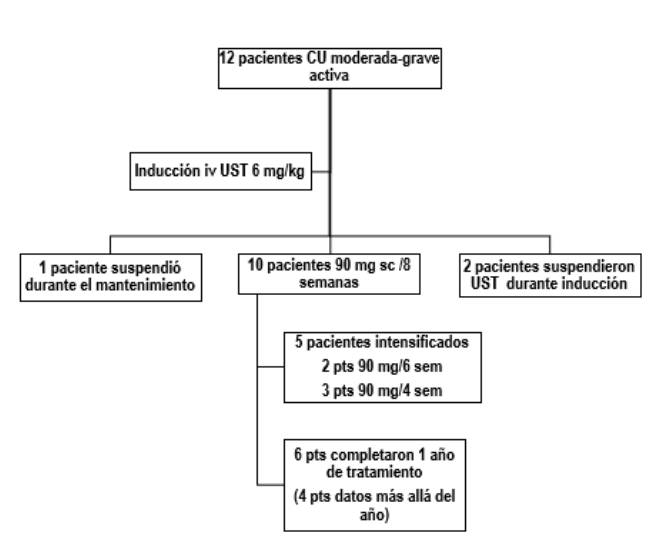 12 pacientes CU moderada-grave
activa
Inducción iv UST 6 mg/kg
1 paciente suspendió
durante el mantenimiento
10 pacientes 90 mg sc /8
semanas
2 pacientes suspendieron
UST durante inducción
5 pacientes intensificados
2 pts 90 mg/6 sem
3 pts 90 mg/4 sem
6 pts completaron 1 año
de tratamiento
(4 pts datos más allá del
año)